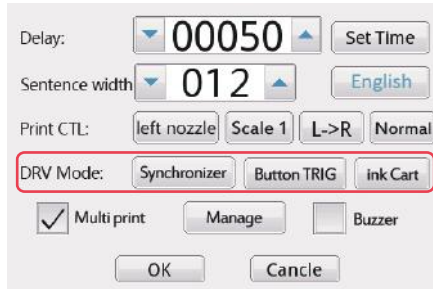 Delay: 00050 Set Time
Sentence width 012 English
Print CTL: left nozzle Scale 1 L->R Normal
DRV Mode: Synchronizer Button TRIG ink Cart
Multi print Manage Buzzer
OK Cancle